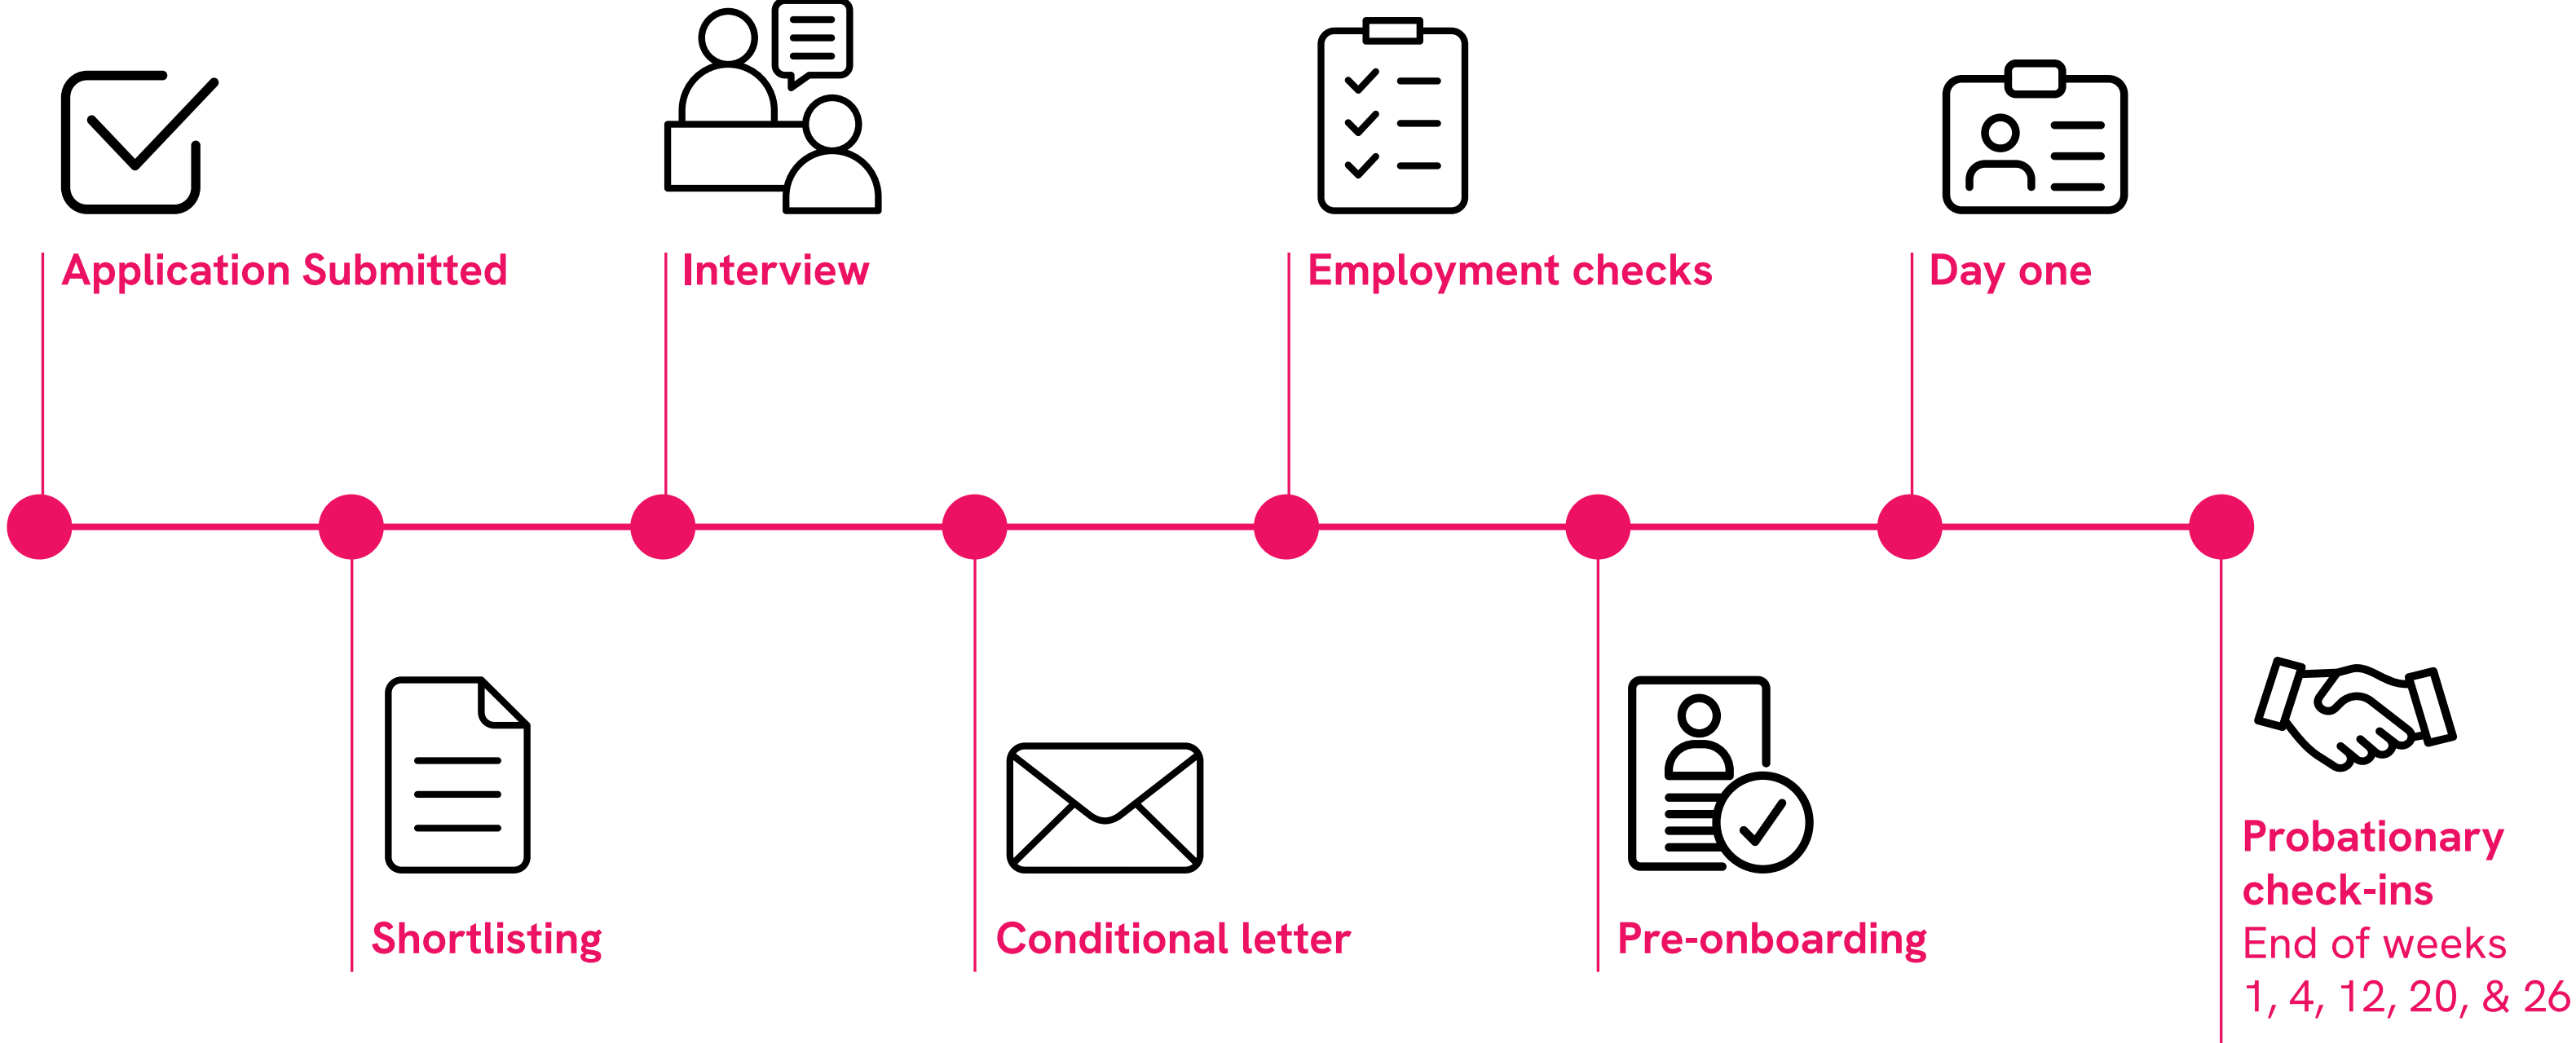 Application Submitted
Interview
Employment checks
Day one
Shortlisting
Conditional letter
Pre-onboarding
Probationary
check-ins
End of weeks
1, 4, 12, 20, & 26